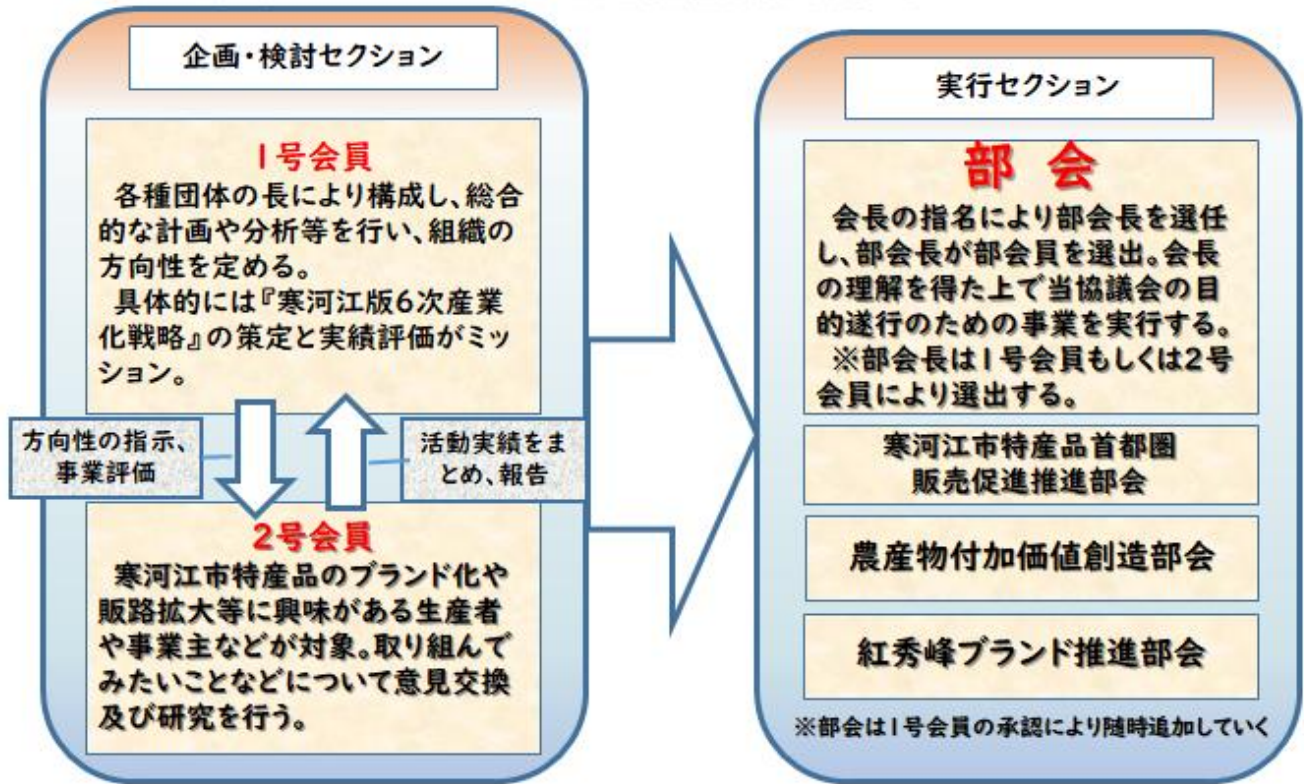 企画・検討セクション
1号会員
各種団体の長により構成し、総合
的な計画や分析等を行い、組織の
方向性を定める。
具体的には『寒河江版6次産業
化戦略』の策定と実績評価がミッ
ション。
方向性の指示、
事業評価
活動実績をま
とめ、報告
2号会員
寒河江市特産品のブランド化や
販路拡大等に興味がある生産者
や事業主などが対象。取り組んで
みたいことなどについて意見交換
及び研究を行う。
実行セクション
部会
会長の指名により部会長を選任
し、部会長が部会員を選出。会長
の理解を得た上で当協議会の目
的遂行のための事業を実行する。
※部会長は1号会員もしくは2号
会員により選出する。
寒河江市特産品首都圏
販売促進推進部会
農産物付加価値創造部会
紅秀峰ブランド推進部会
※部会は1号会員の承認により随時追加していく